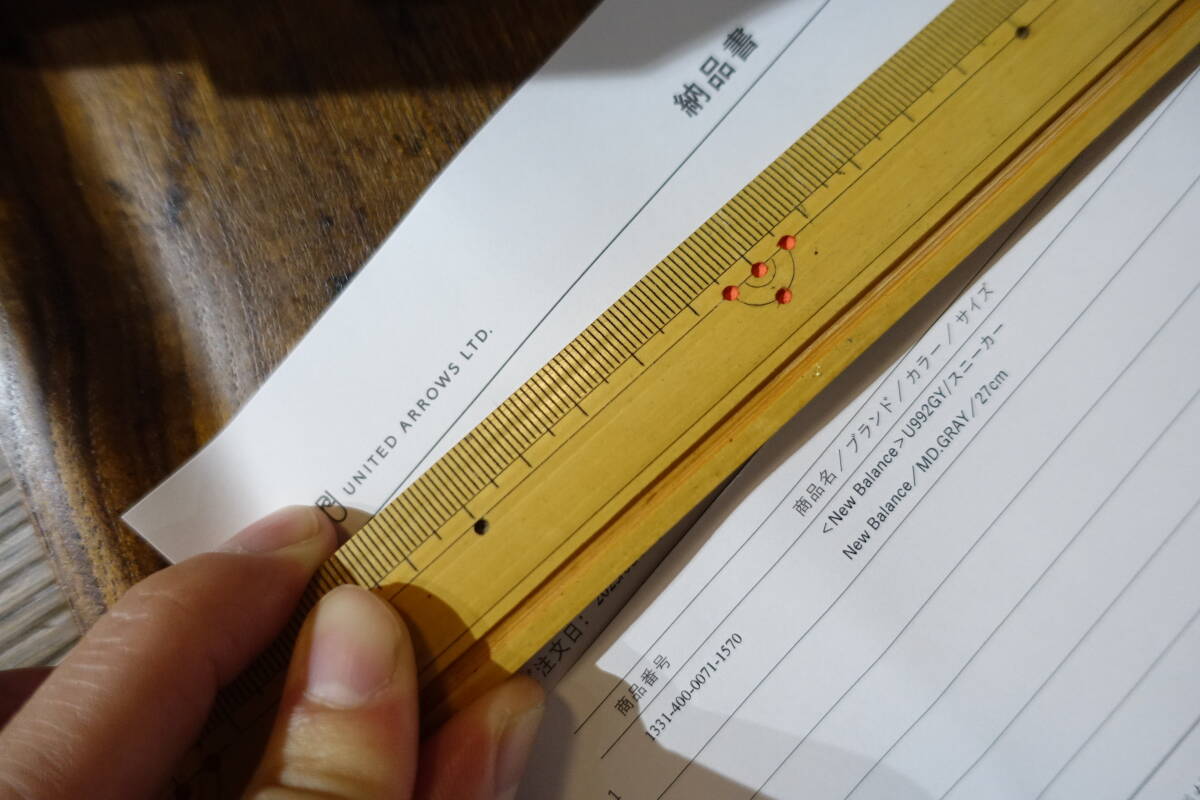 納品書
UNITED ARROWS LTD.
注文日:
商品番号
商品名/ブランド/カラー/サイズ
1331-400-0071-1570
<New Balance>U992GY/スニーカー
New Balance/MD.GRAY/27cm
1